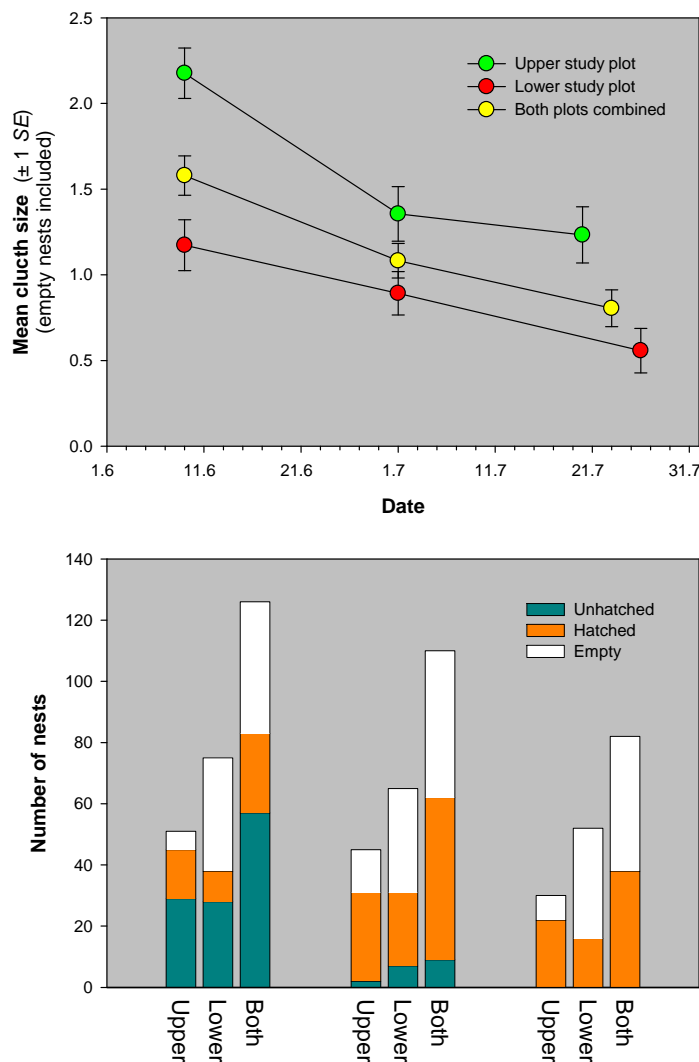 2.5
2.0
1.5
1.0
0.5
0.0
Mean clucth size (± 1 SE)
(empty nests included)
Upper study plot
Lower study plot
Both plots combined
1.6 11.6 21.6 1.7 11.7 21.7 31.7
Date
140
120
100
80
60
40
20
0
Number of nests
Unhatched
Hatched
Empty
Upper Lower Both Upper Lower Both Upper Lower Both